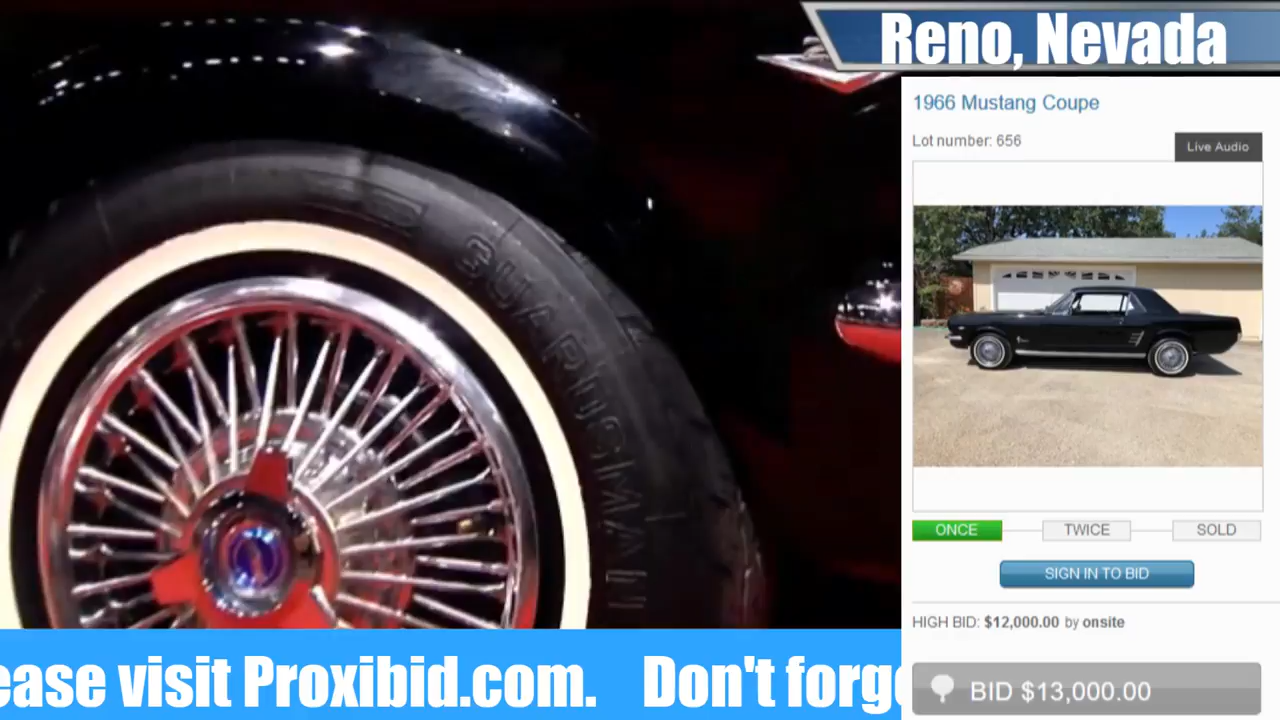 Reno, Nevada
1966 Mustang Coupe
Lot number: 656
Live Audio
ONCE
TWICE
SOLD
SIGN IN TO BID
HIGH BID: $12,000.00 by onsite
BID $13,000.00
ease visit Proxibid.com. Don't forg